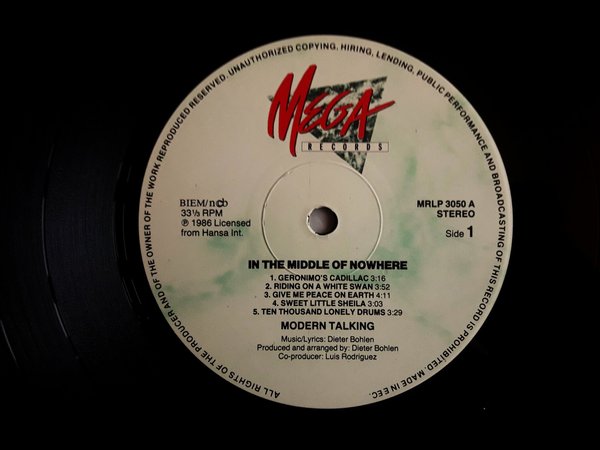 ALL RIGHTS OF THE PRODUCER AND OF THE OWNER OF THE WORK REPRODUCED RESERVED. UNAUTHORIZED COPYING, HIRING, LENDING, PUBLIC PERFORMANCE AND BROADCASTING OF THIS RECORD IS PROHIBITED. MADE IN EEC.
MEGA
RECORDS
BIEM/ncb
33⅓ RPM
℗ 1986 Licensed
from Hansa Int.
MRLP 3050 A
STEREO
Side 1
IN THE MIDDLE OF NOWHERE
1. GERONIMO'S CADILLAC 3:16
2. RIDING ON A WHITE SWAN 3:52
3. GIVE ME PEACE ON EARTH 4:11
4. SWEET LITTLE SHEILA 3:03
5. TEN THOUSAND LONELY DRUMS 3:29
MODERN TALKING
Music/Lyrics: Dieter Bohlen
Produced and arranged by: Dieter Bohlen
Co-producer: Luis Rodriguez